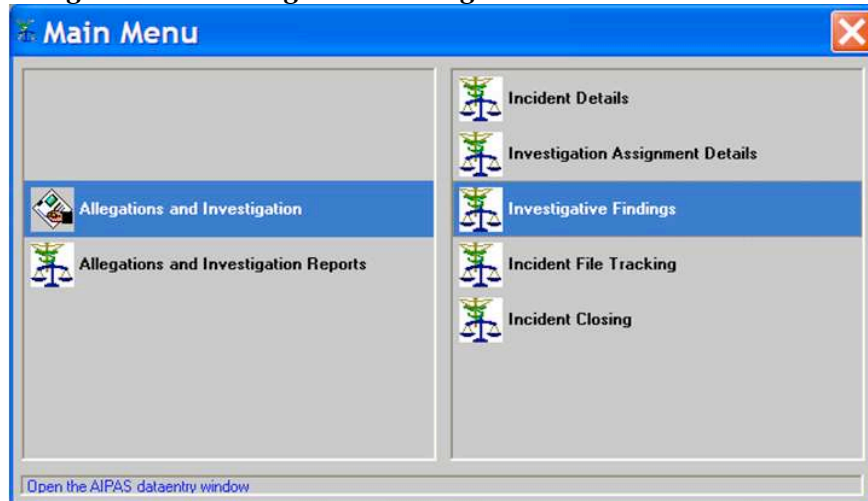 Main Menu
Allegations and Investigation
Allegations and Investigation Reports
Incident Details
Investigation Assignment Details
Investigative Findings
Incident File Tracking
Incident Closing
Open the AIPAS dataentry window